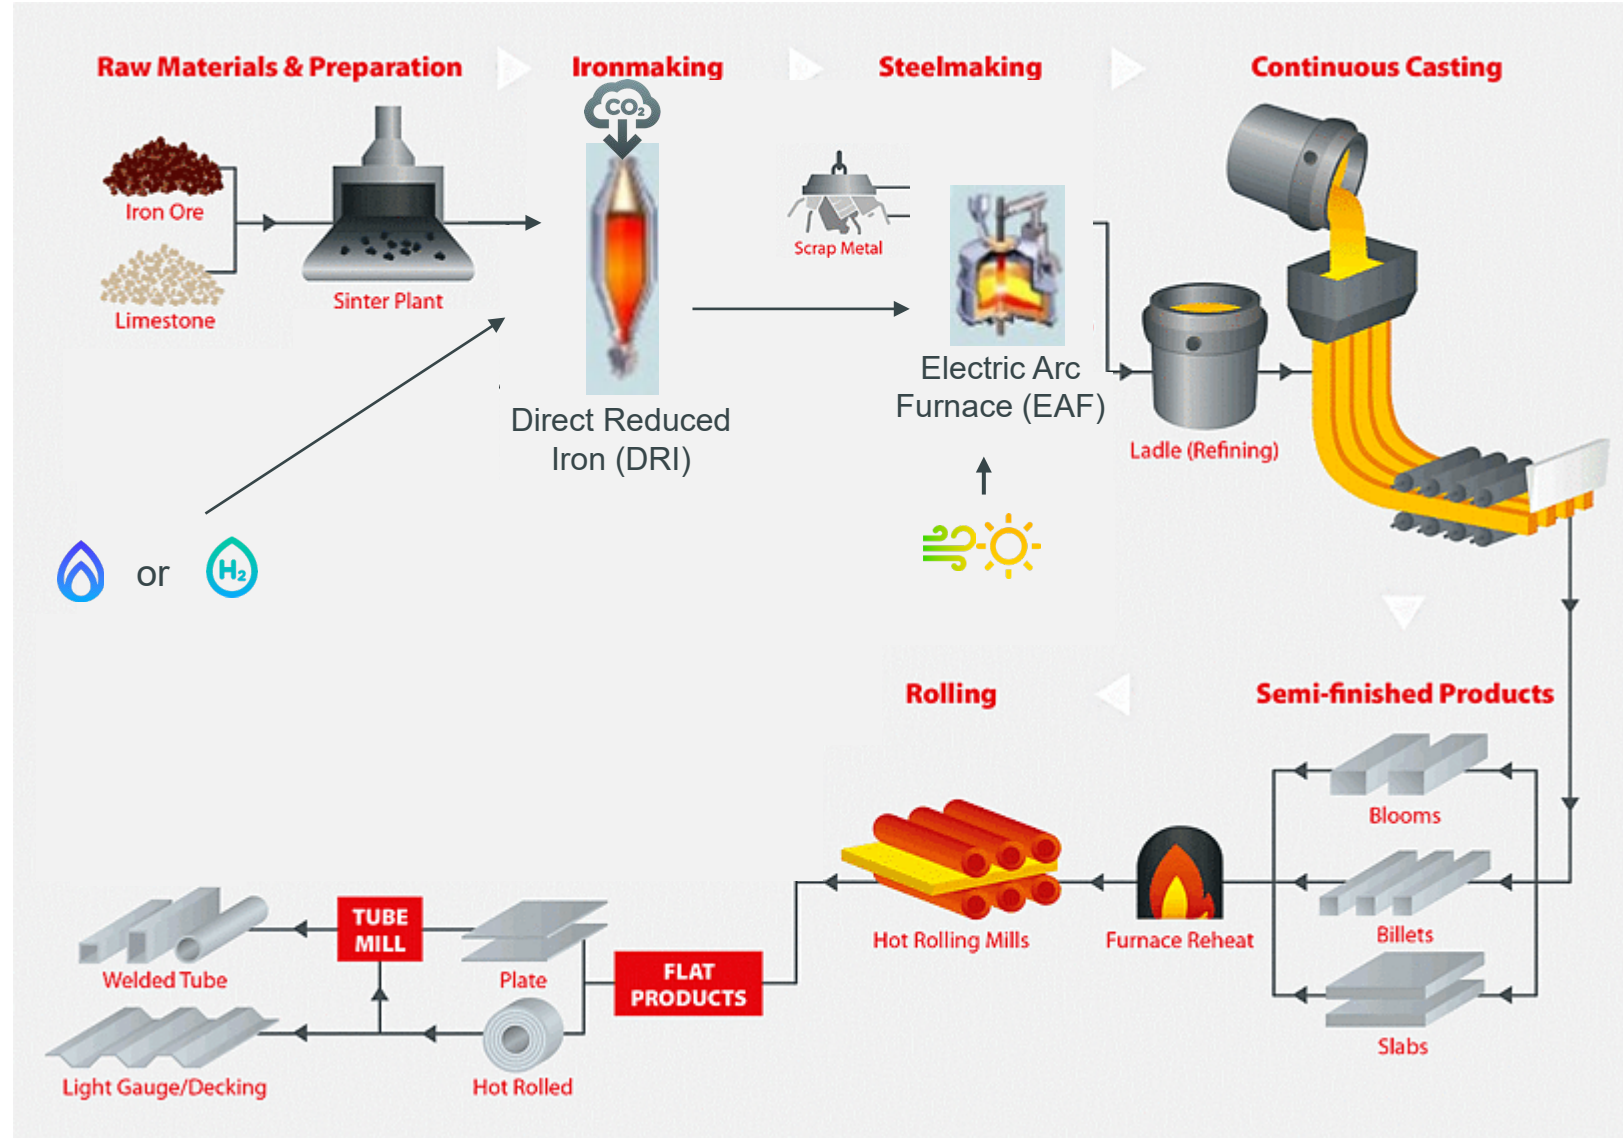 Raw Materials & Preparation
Ironmaking
Steelmaking
Continuous Casting
CO₂
Iron Ore
Limestone
Sinter Plant
Scrap Metal
Direct Reduced
Iron (DRI)
Electric Arc
Furnace (EAF)
Ladle (Refining)
or
H₂
Rolling
Semi-finished Products
Blooms
Billets
Slabs
Furnace Reheat
Hot Rolling Mills
FLAT
PRODUCTS
Plate
Hot Rolled
TUBE
MILL
Welded Tube
Light Gauge/Decking